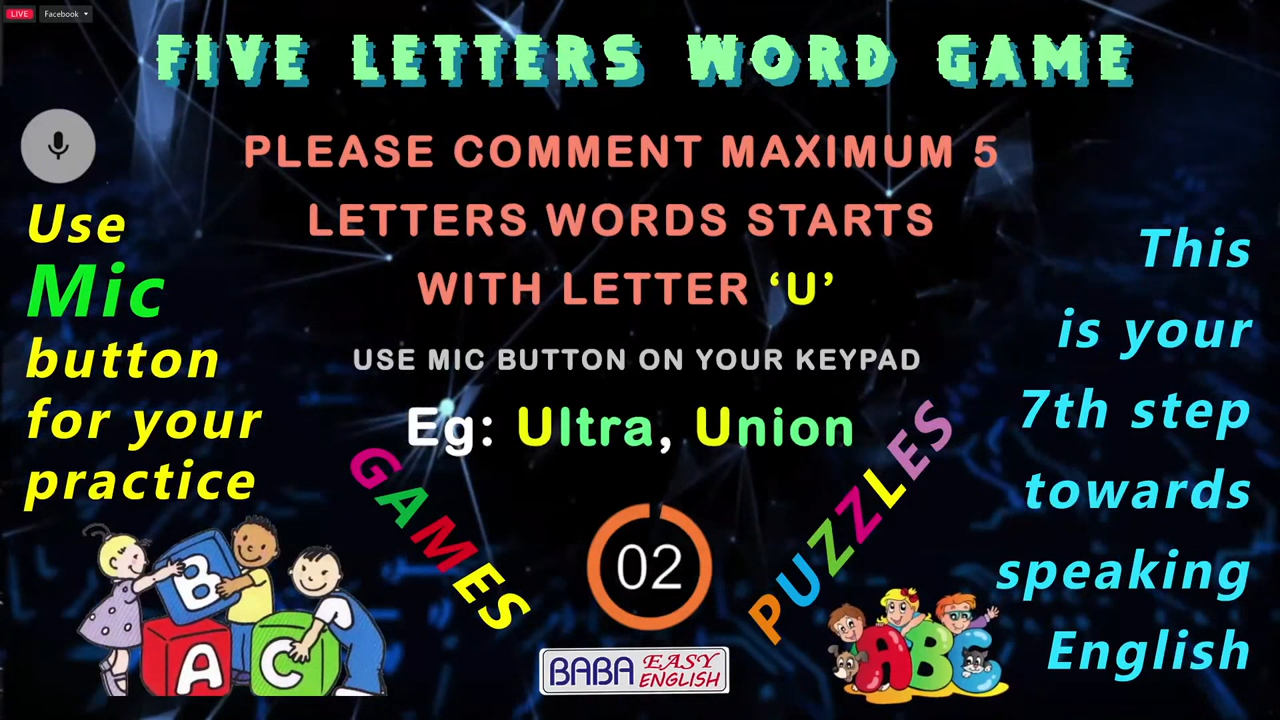 LIVE
Facebook
FIVE LETTERS WORD GAME
PLEASE COMMENT MAXIMUM 5
LETTERS WORDS STARTS
WITH LETTER ‘U’
USE MIC BUTTON ON YOUR KEYPAD
Eg: Ultra, Union
Use
Mic
button
for your
practice
This
is your
7th step
towards
speaking
English
GAMES
PUZZLES
02
B
A
C
ABC
BABA EASY
ENGLISH